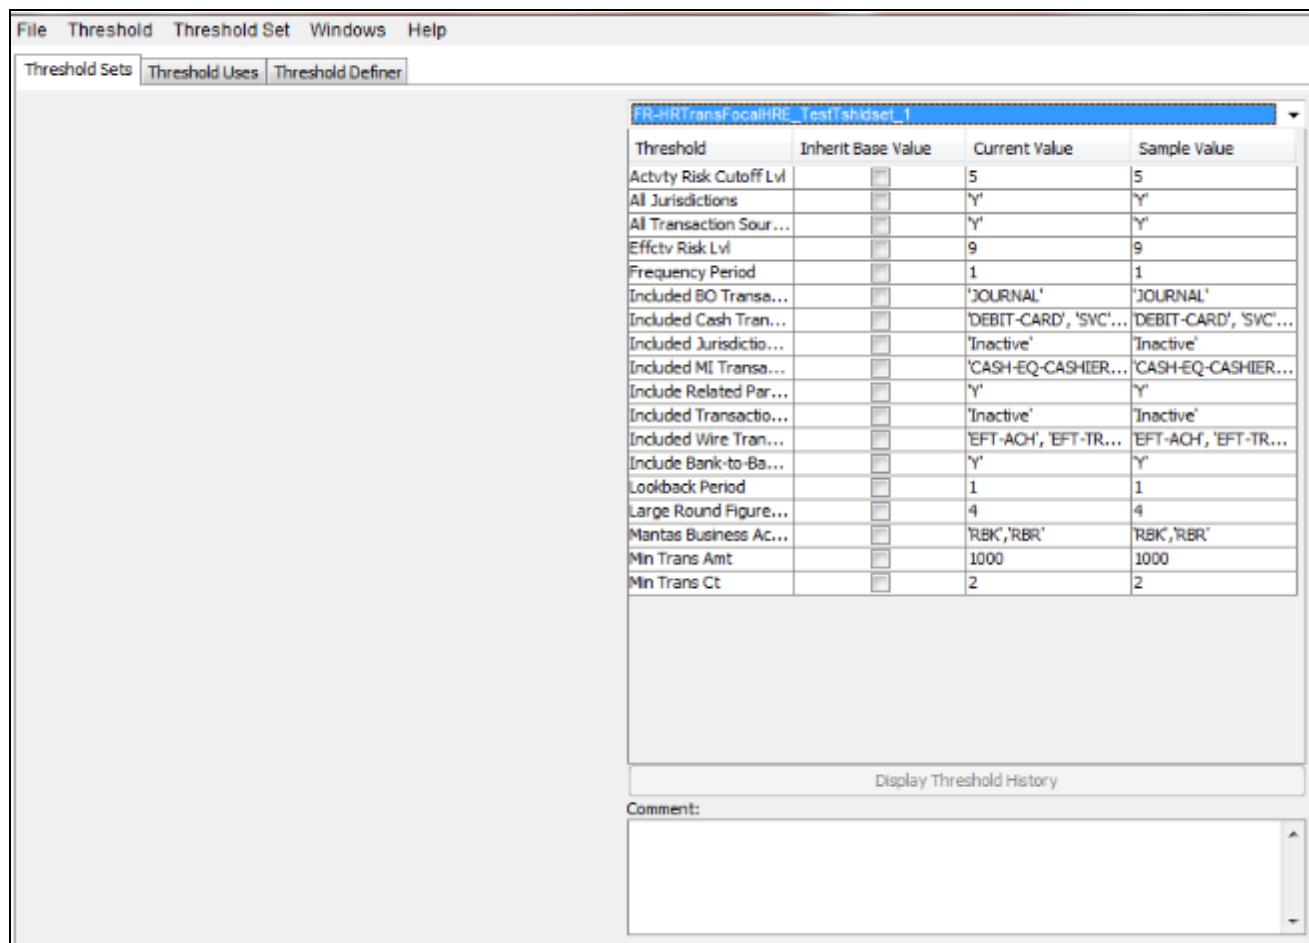 File Threshold Threshold Set Windows Help
Threshold Sets Threshold Uses Threshold Definer
FR-HRTransFocalHRE_TestTshldset_1
Threshold Inherit Base Value Current Value Sample Value
Actvty Risk Cutoff Lvl 5 5
All Jurisdictions 'Y' 'Y'
All Transaction Sour... 'Y' 'Y'
Effctv Risk Lvl 9 9
Frequency Period 1 1
Included BO Transa... 'JOURNAL' 'JOURNAL'
Included Cash Tran... 'DEBIT-CARD', 'SVC'... 'DEBIT-CARD', 'SVC'...
Included Jurisdictio... 'Inactive' 'Inactive'
Included MI Transa... 'CASH-EQ-CASHIER... 'CASH-EQ-CASHIER...
Include Related Par... 'Y' 'Y'
Included Transactio... 'Inactive' 'Inactive'
Included Wire Tran... 'EFT-ACH', 'EFT-TR... 'EFT-ACH', 'EFT-TR...
Include Bank-to-Ba... 'Y' 'Y'
Lookback Period 1 1
Large Round Figure... 4 4
Mantas Business Ac... 'RBK','RBR' 'RBK','RBR'
Min Trans Amt 1000 1000
Min Trans Ct 2 2
Display Threshold History
Comment: